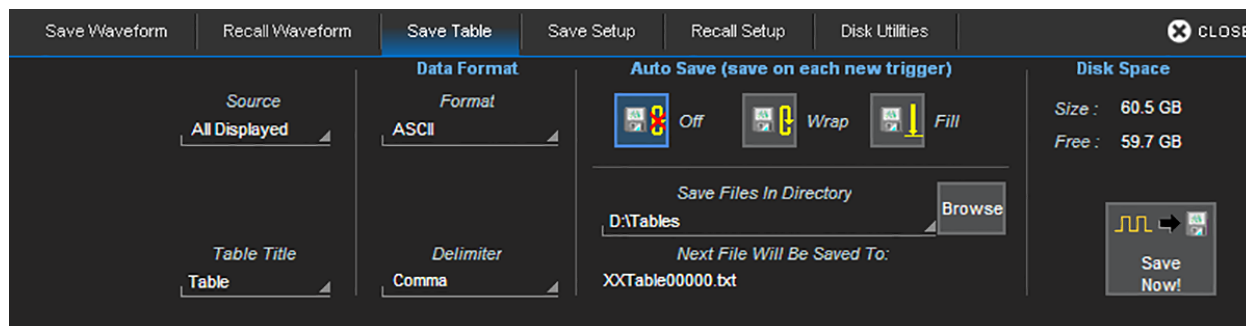 Save Waveform Recall Waveform Save Table Save Setup Recall Setup Disk Utilities CLOSE
Data Format Auto Save (save on each new trigger) Disk Space
Source Format Size : 60.5 GB
All Displayed ASCII Off Wrap Fill
Free : 59.7 GB
Save Files In Directory
D:\Tables Browse
Table Title Delimiter Next File Will Be Saved To:
Table Comma XXTable00000.txt
Save
Now!